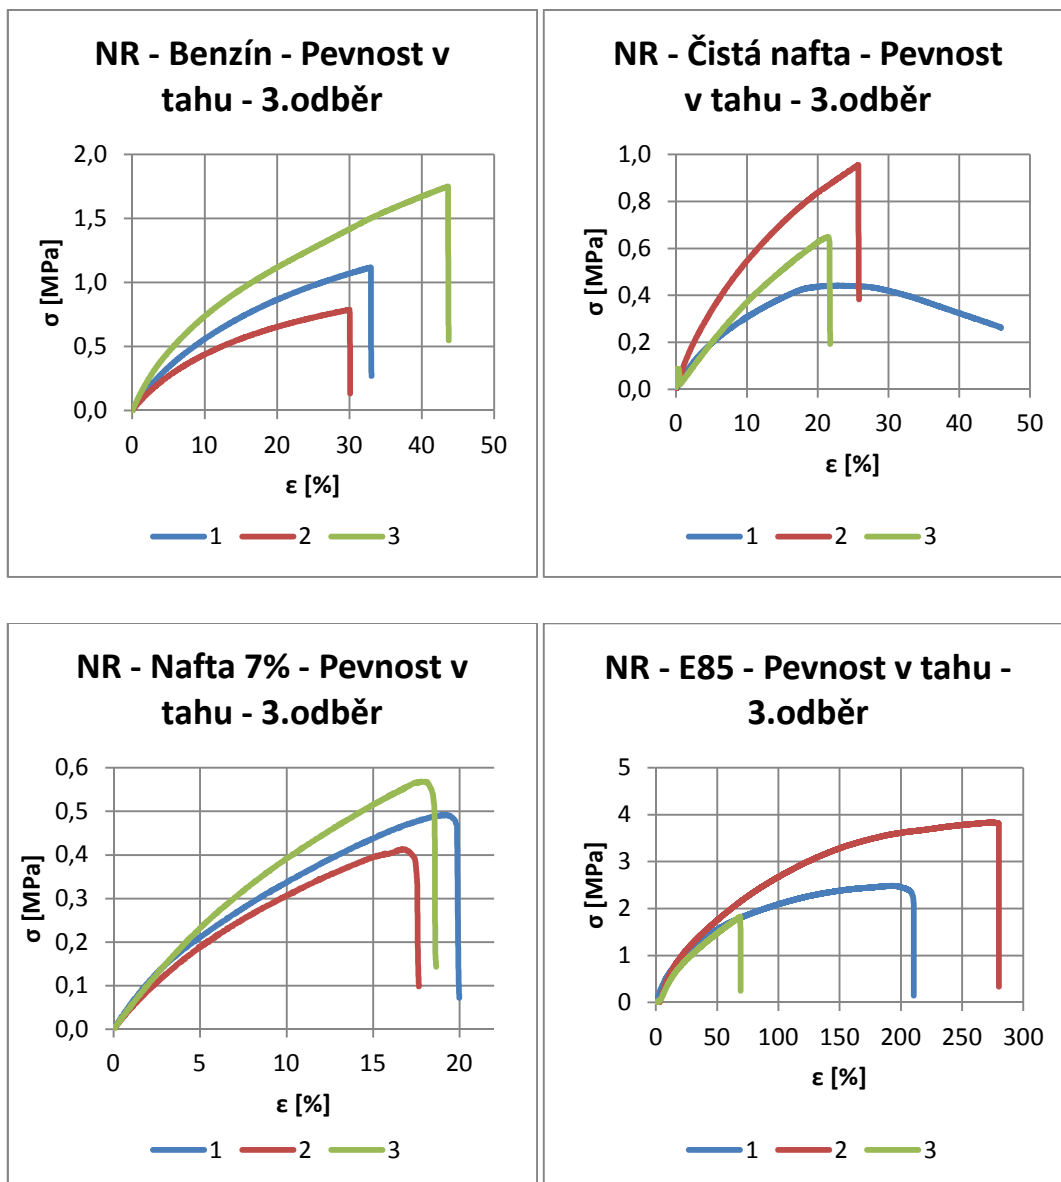 NR - Benzín - Pevnost v
tahu - 3.odběr
2,0
1,5
1,0
0,5
0,0
σ [MPa]
0 10 20 30 40 50
ε [%]
1 2 3
NR - Čistá nafta - Pevnost
v tahu - 3.odběr
1,0
0,8
0,6
0,4
0,2
0,0
σ [MPa]
0 10 20 30 40 50
ε [%]
1 2 3
NR - Nafta 7% - Pevnost v
tahu - 3.odběr
0,6
0,5
0,4
0,3
0,2
0,1
0,0
σ [MPa]
0 5 10 15 20
ε [%]
1 2 3
NR - E85 - Pevnost v tahu -
3.odběr
5
4
3
2
1
0
σ [MPa]
0 50 100 150 200 250 300
ε [%]
1 2 3